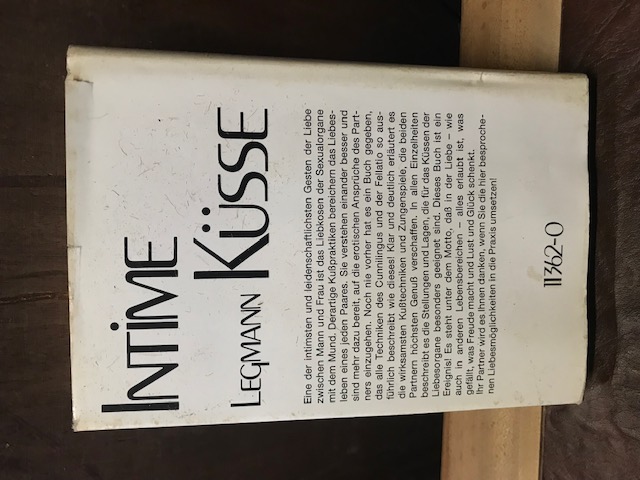 INTIME
LEGMANN KÜSSE
Eine der intimsten und leidenschaftlichsten Gesten der Liebe
zwischen Mann und Frau ist das Liebkosen der Sexualorgane
mit dem Mund. Derartige Kußpraktiken bereichern das Liebes-
leben eines jeden Paares. Sie verstehen einander besser und
sind mehr dazu bereit, auf die erotischen Ansprüche des Part-
ners einzugehen. Noch nie vorher hat es ein Buch gegeben,
das alle Techniken des Cunnilingus und der Frellatio so aus-
führlich beschreibt wie dieses! Klar und deutlich erläutert es
die wirksamsten Kußtechniken und Zungenspiele, die beiden
Partnern höchsten Genuß verschaffen. In allen Einzelheiten
beschreibt es die Stellungen und Lagen, die für das Küssen der
Liebesorgane besonders geeignet sind. Dieses Buch ist ein
Ereignis! Es steht unter dem Motto, daß in der Liebe – wie
auch in anderen Lebensbereichen – alles erlaubt ist, was
gefällt, was Freude macht und Lust und Glück schenkt.
Ihr Partner wird es Ihnen danken, wenn Sie die hier besproche-
nen Liebesmöglichkeiten in die Praxis umsetzen!
11362-0